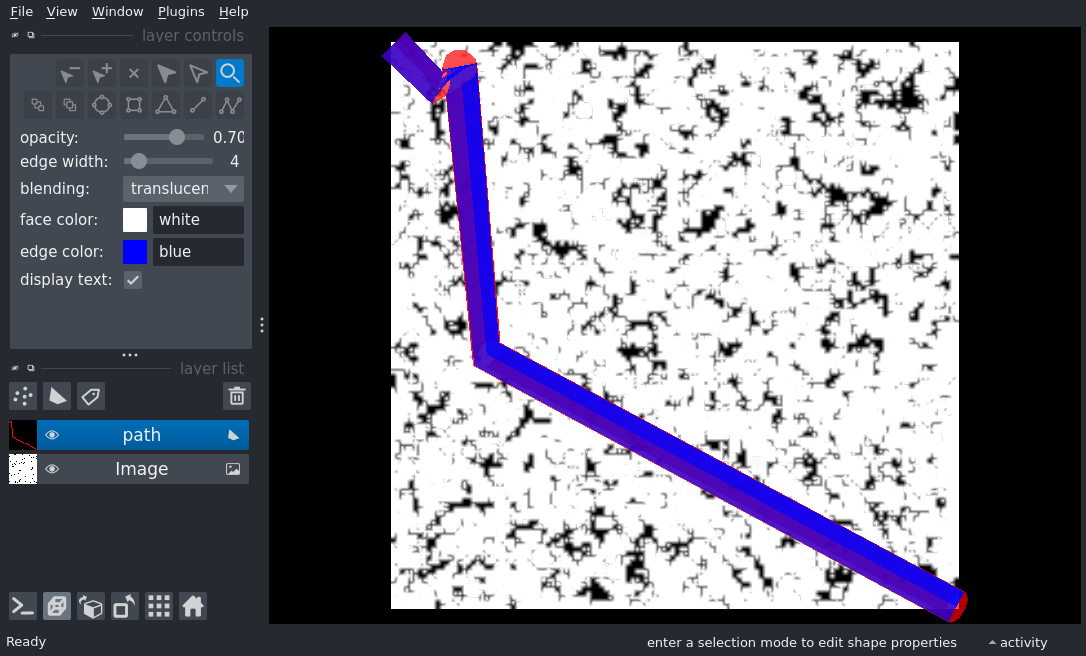 File View Window Plugins Help
layer controls
opacity: 0.70
edge width: 4
blending: translucen
face color: white
edge color: blue
display text:
layer list
path
Image
Ready
enter a selection mode to edit shape properties
activity